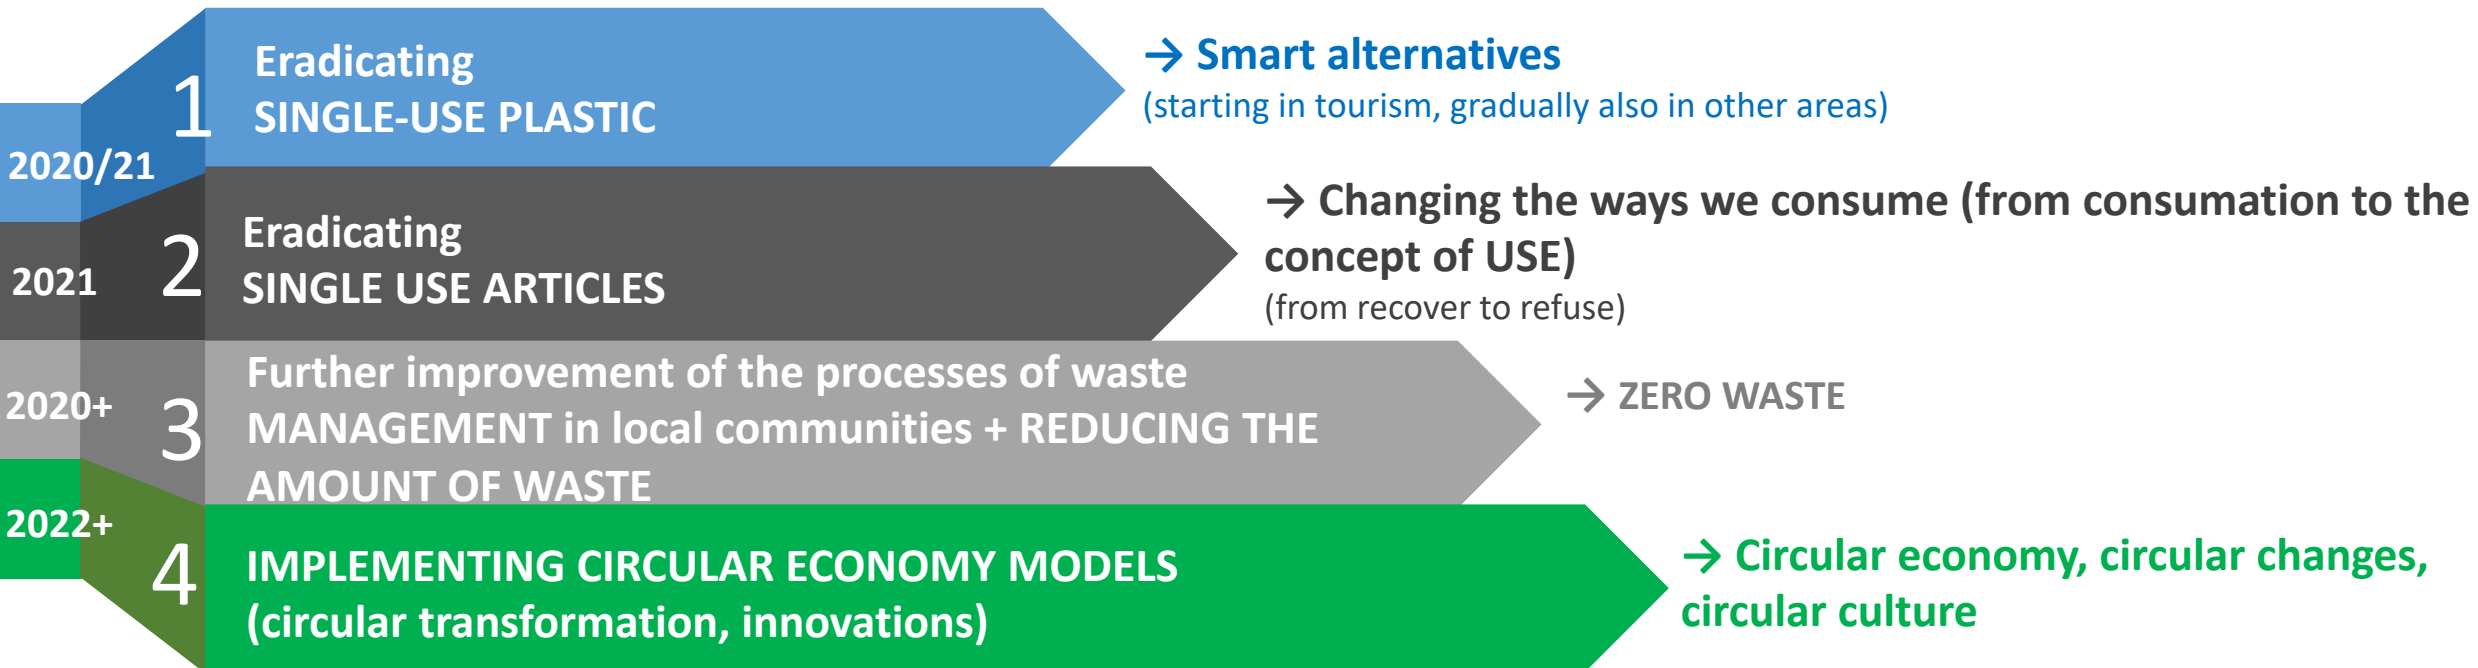 2020/21
1
Eradicating
SINGLE-USE PLASTIC
→ Smart alternatives
(starting in tourism, gradually also in other areas)
2021
2
Eradicating
SINGLE USE ARTICLES
→ Changing the ways we consume (from consumation to the
concept of USE)
(from recover to refuse)
2020+
3
Further improvement of the processes of waste
MANAGEMENT in local communities + REDUCING THE
AMOUNT OF WASTE
→ ZERO WASTE
2022+
4
IMPLEMENTING CIRCULAR ECONOMY MODELS
(circular transformation, innovations)
→ Circular economy, circular changes,
circular culture